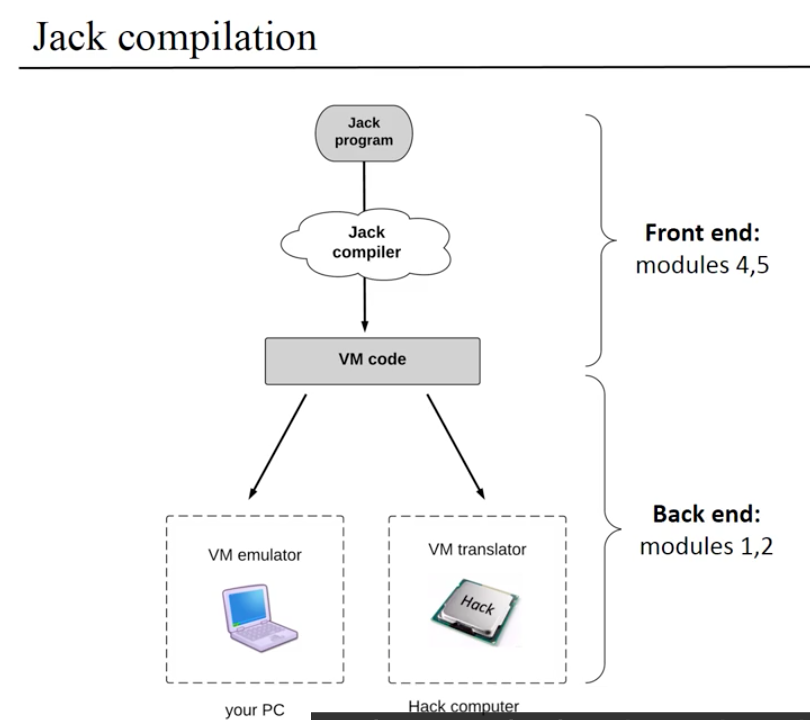 Jack compilation
Jack
program
Jack
compiler
Front end:
modules 4,5
VM code
Back end:
modules 1,2
VM emulator
VM translator
Hack
your PC
Hack computer